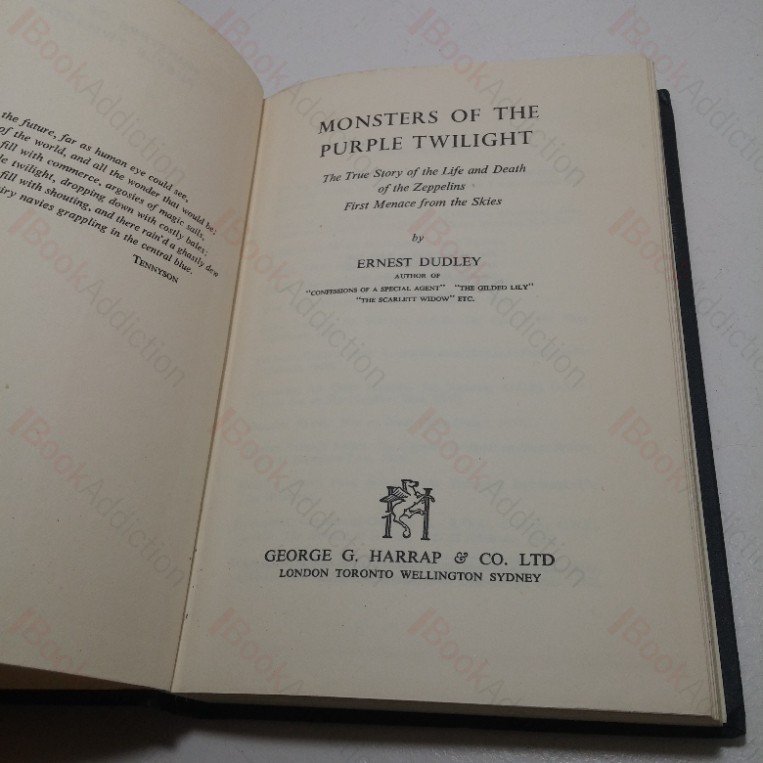 the future, far as human eye could see,
of the world, and all the wonder that would be;
fill with commerce, argosies of magic sails,
twilight, dropping down with costly bales;
fill with shouting, and there rain'd a ghastly dew
airy navies grappling in the central blue.
TENNYSON
MONSTERS OF THE
PURPLE TWILIGHT
The True Story of the Life and Death
of the Zeppelins
First Menace from the Skies
by
ERNEST DUDLEY
AUTHOR OF
"CONFESSIONS OF A SPECIAL AGENT" "THE GILDED LILY"
"THE SCARLETT WIDOW" ETC.
H
GEORGE G. HARRAP & CO. LTD
LONDON TORONTO WELLINGTON SYDNEY
BookAddiction